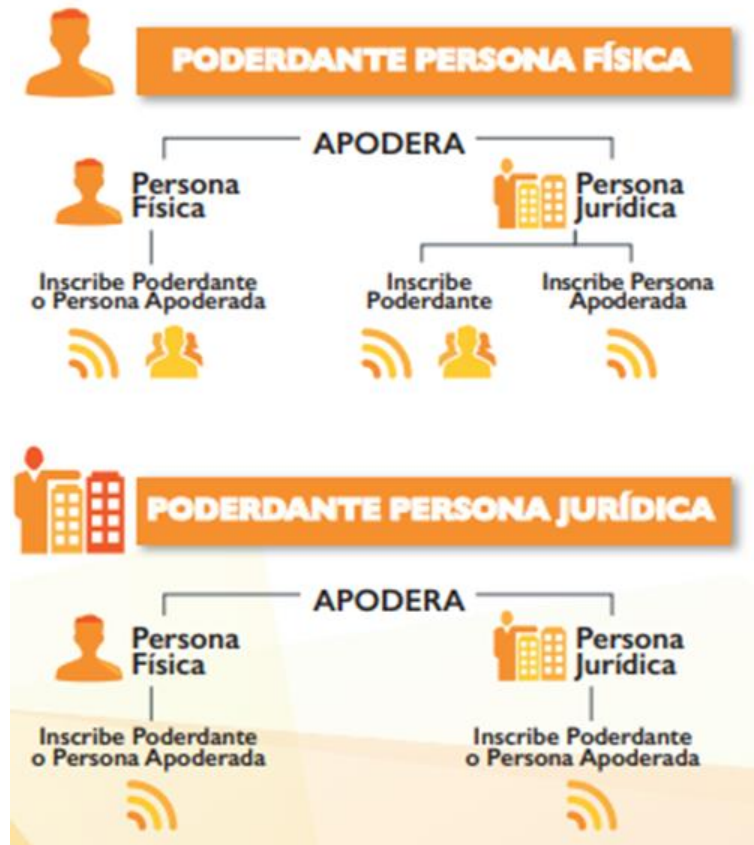 PODERDANTE PERSONA FÍSICA
APODERA
Persona
Física
Persona
Jurídica
Inscribe Poderdante
o Persona Apoderada
Inscribe
Poderdante
Inscribe Persona
Apoderada
PODERDANTE PERSONA JURÍDICA
APODERA
Persona
Física
Persona
Jurídica
Inscribe Poderdante
o Persona Apoderada
Inscribe Poderdante
o Persona Apoderada